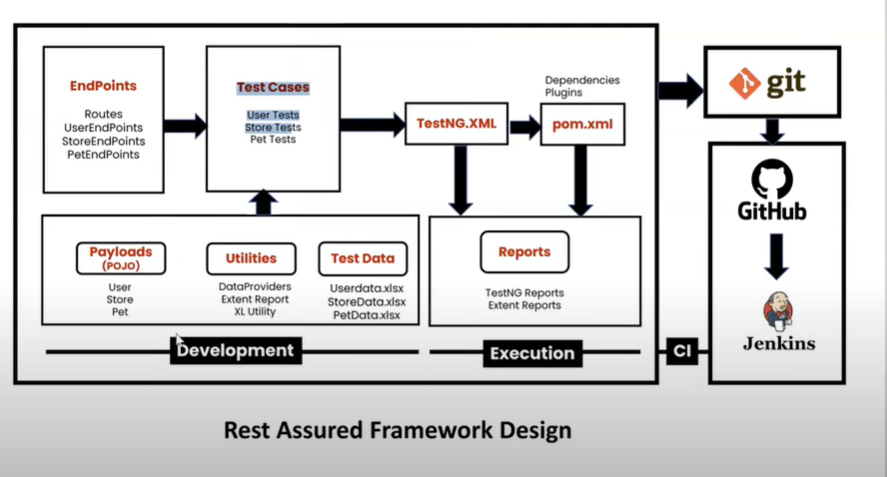 EndPoints
Routes
UserEndPoints
StoreEndPoints
PetEndPoints
Test Cases
User Tests
Store Tests
Pet Tests
TestNG.XML
Dependencies
Plugins
pom.xml
git
GitHub
Jenkins
Payloads
(POJO)
User
Store
Pet
Utilities
DataProviders
Extent Report
XL Utility
Test Data
Userdata.xlsx
StoreData.xlsx
PetData.xlsx
Reports
TestNG Reports
Extent Reports
Development
Execution
CI
Rest Assured Framework Design